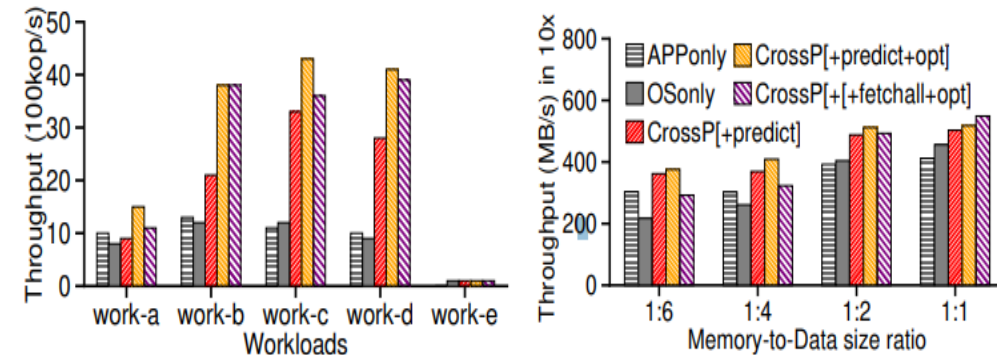 Throughput (100kop/s)
50
40
30
20
10
0
work-a work-b work-c work-d work-e
Workloads
Throughput (MB/s) in 10x
800
600
400
200
0
APPonly CrossP[+predict+opt]
OSonly CrossP[+[+fetchall+opt]
CrossP[+predict]
1:6 1:4 1:2 1:1
Memory-to-Data size ratio